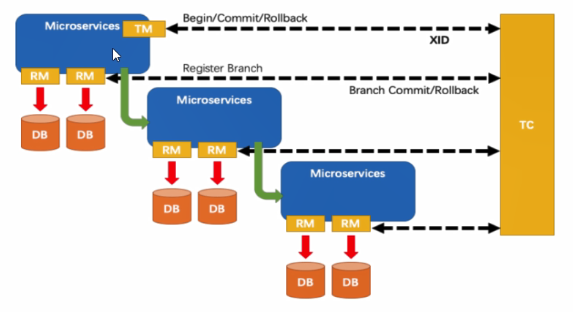 Begin/Commit/Rollback
Microservices
TM
XID
RM
RM
Register Branch
Branch Commit/Rollback
Microservices
TC
DB
DB
RM
RM
Microservices
DB
DB
RM
RM
DB
DB